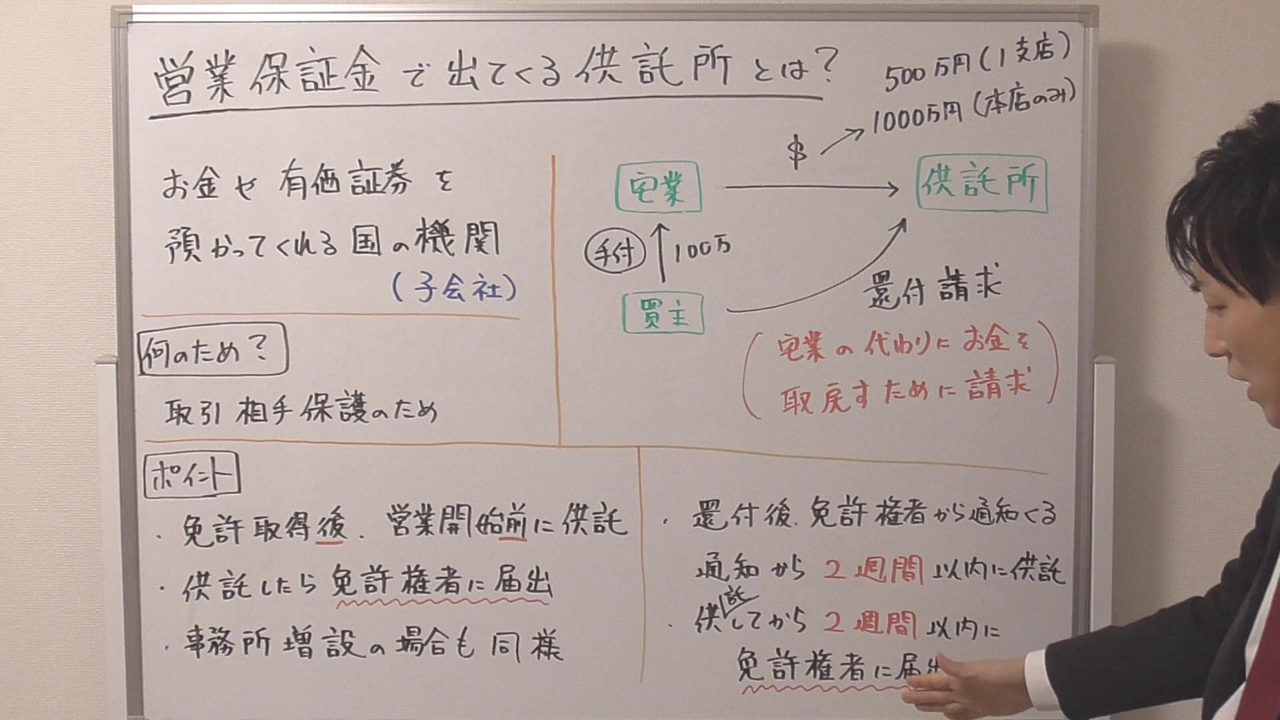 営業保証金で出てくる供託所とは?
お金や有価証券を
預かってくれる国の機関
(子会社)
何のため?
取引相手保護のため
500万円(1支店)
1000万円(本店のみ)
$
宅業
供託所
手付
100万
買主
還付請求
(宅業の代わりにお金を
取戻すために請求)
ポイント
・免許取得後、営業開始前に供託
・供託したら免許権者に届出
・事務所増設の場合も同様
・還付後、免許権者から通知くる
通知から2週間以内に供託
・供託してから2週間以内に
免許権者に届出